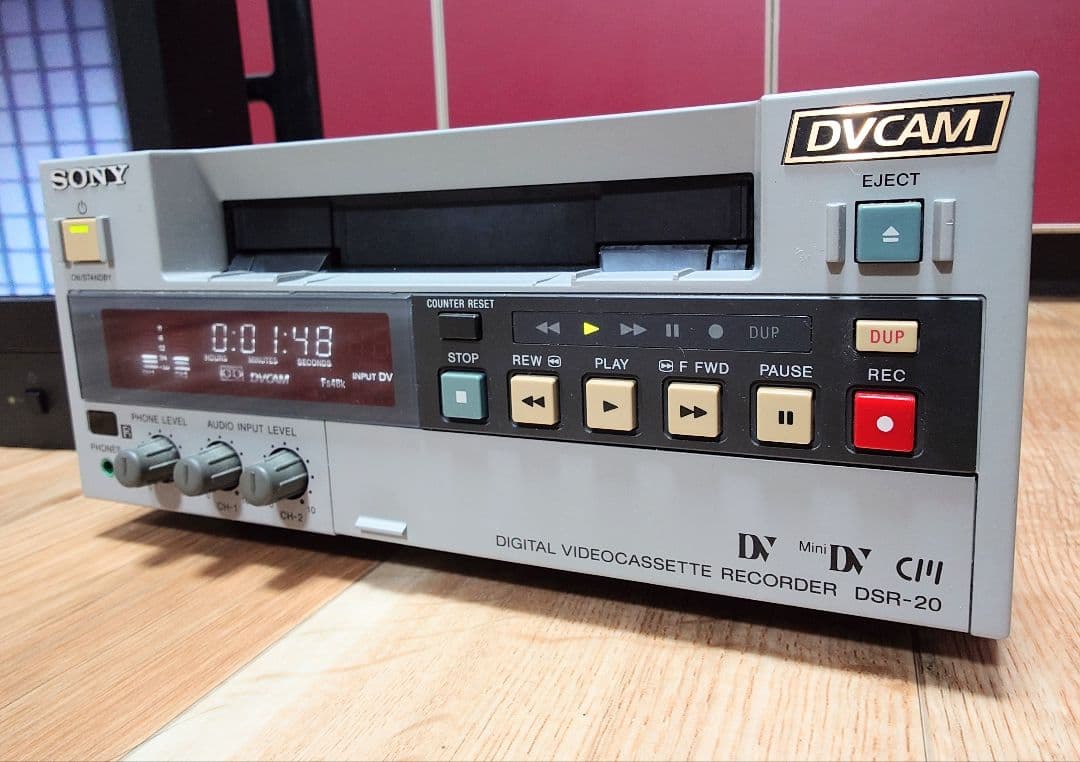 SONY
DVCAM
EJECT
ON/STANDBY
COUNTER RESET
DUP
DUP
0:01:48
HOURS MINUTES SECONDS
DVCAM
Fs48k
INPUT DV
STOP
REW
PLAY
F FWD
PAUSE
REC
PHONE LEVEL
AUDIO INPUT LEVEL
PHONES
CH-1
CH-2
10
DV
Mini DV
DIGITAL VIDEOCASSETTE RECORDER DSR-20